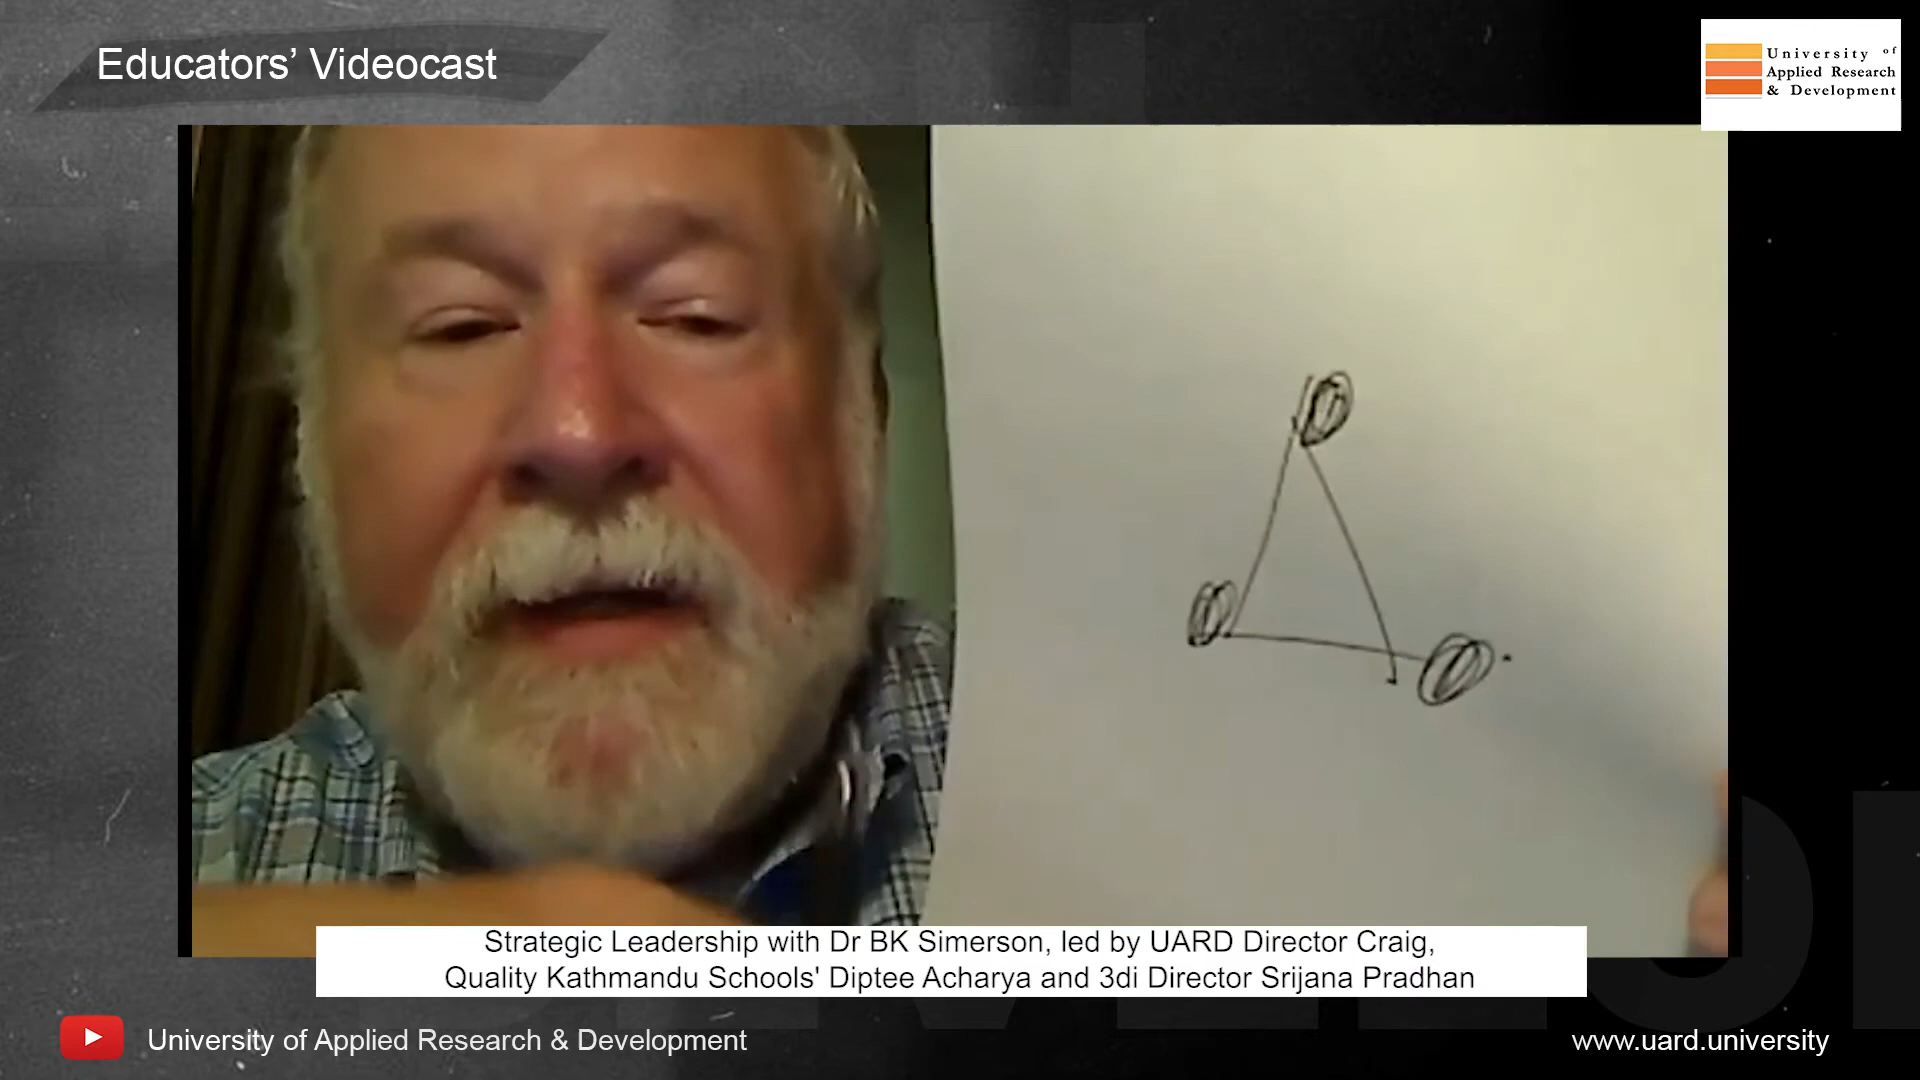 Educators’ Videocast
University of
Applied Research
& Development
Strategic Leadership with Dr BK Simerson, led by UARD Director Craig,
Quality Kathmandu Schools' Diptee Acharya and 3di Director Srijana Pradhan
University of Applied Research & Development
www.uard.university